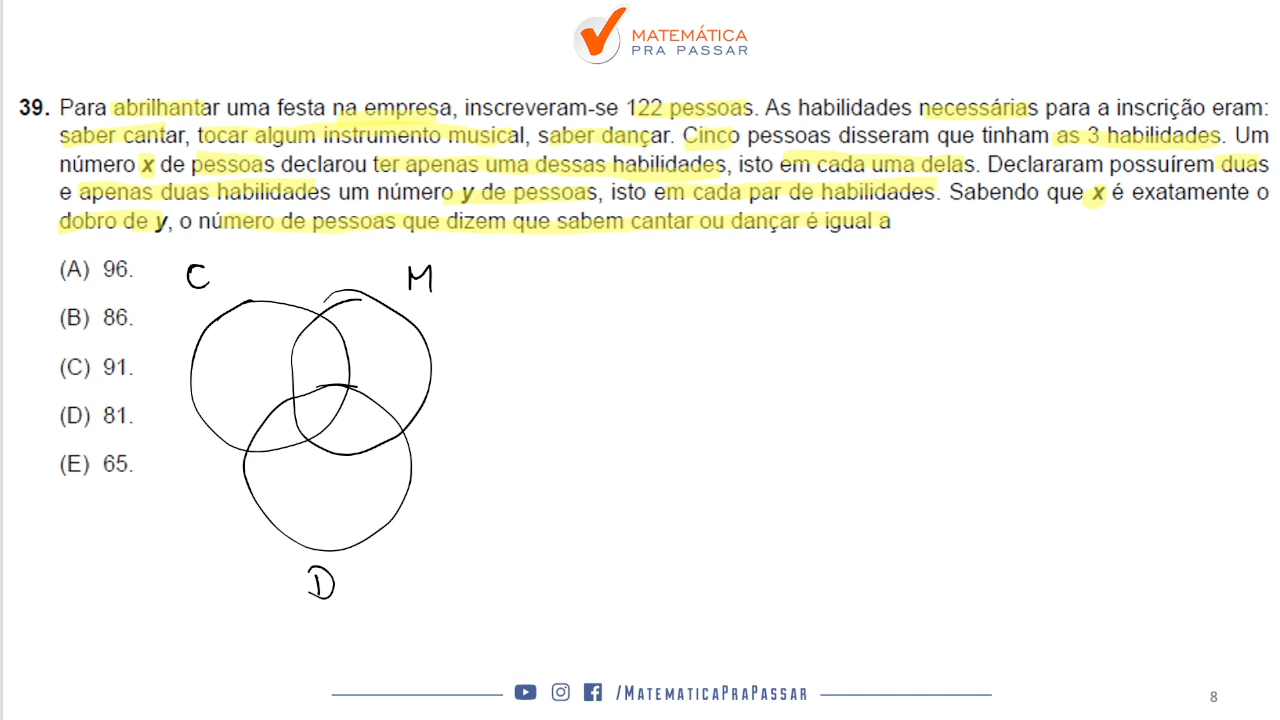 MATEMÁTICA
PRA PASSAR
39. Para abrilhantar uma festa na empresa, inscreveram-se 122 pessoas. As habilidades necessárias para a inscrição eram:
saber cantar, tocar algum instrumento musical, saber dançar. Cinco pessoas disseram que tinham as 3 habilidades. Um
número x de pessoas declarou ter apenas uma dessas habilidades, isto em cada uma delas. Declararam possuírem duas
e apenas duas habilidades um número y de pessoas, isto em cada par de habilidades. Sabendo que x é exatamente o
dobro de y, o número de pessoas que dizem que sabem cantar ou dançar é igual a
(A) 96.
(B) 86.
(C) 91.
(D) 81.
(E) 65.
C
M
D
/MATEMATICAPRAPASSAR
8